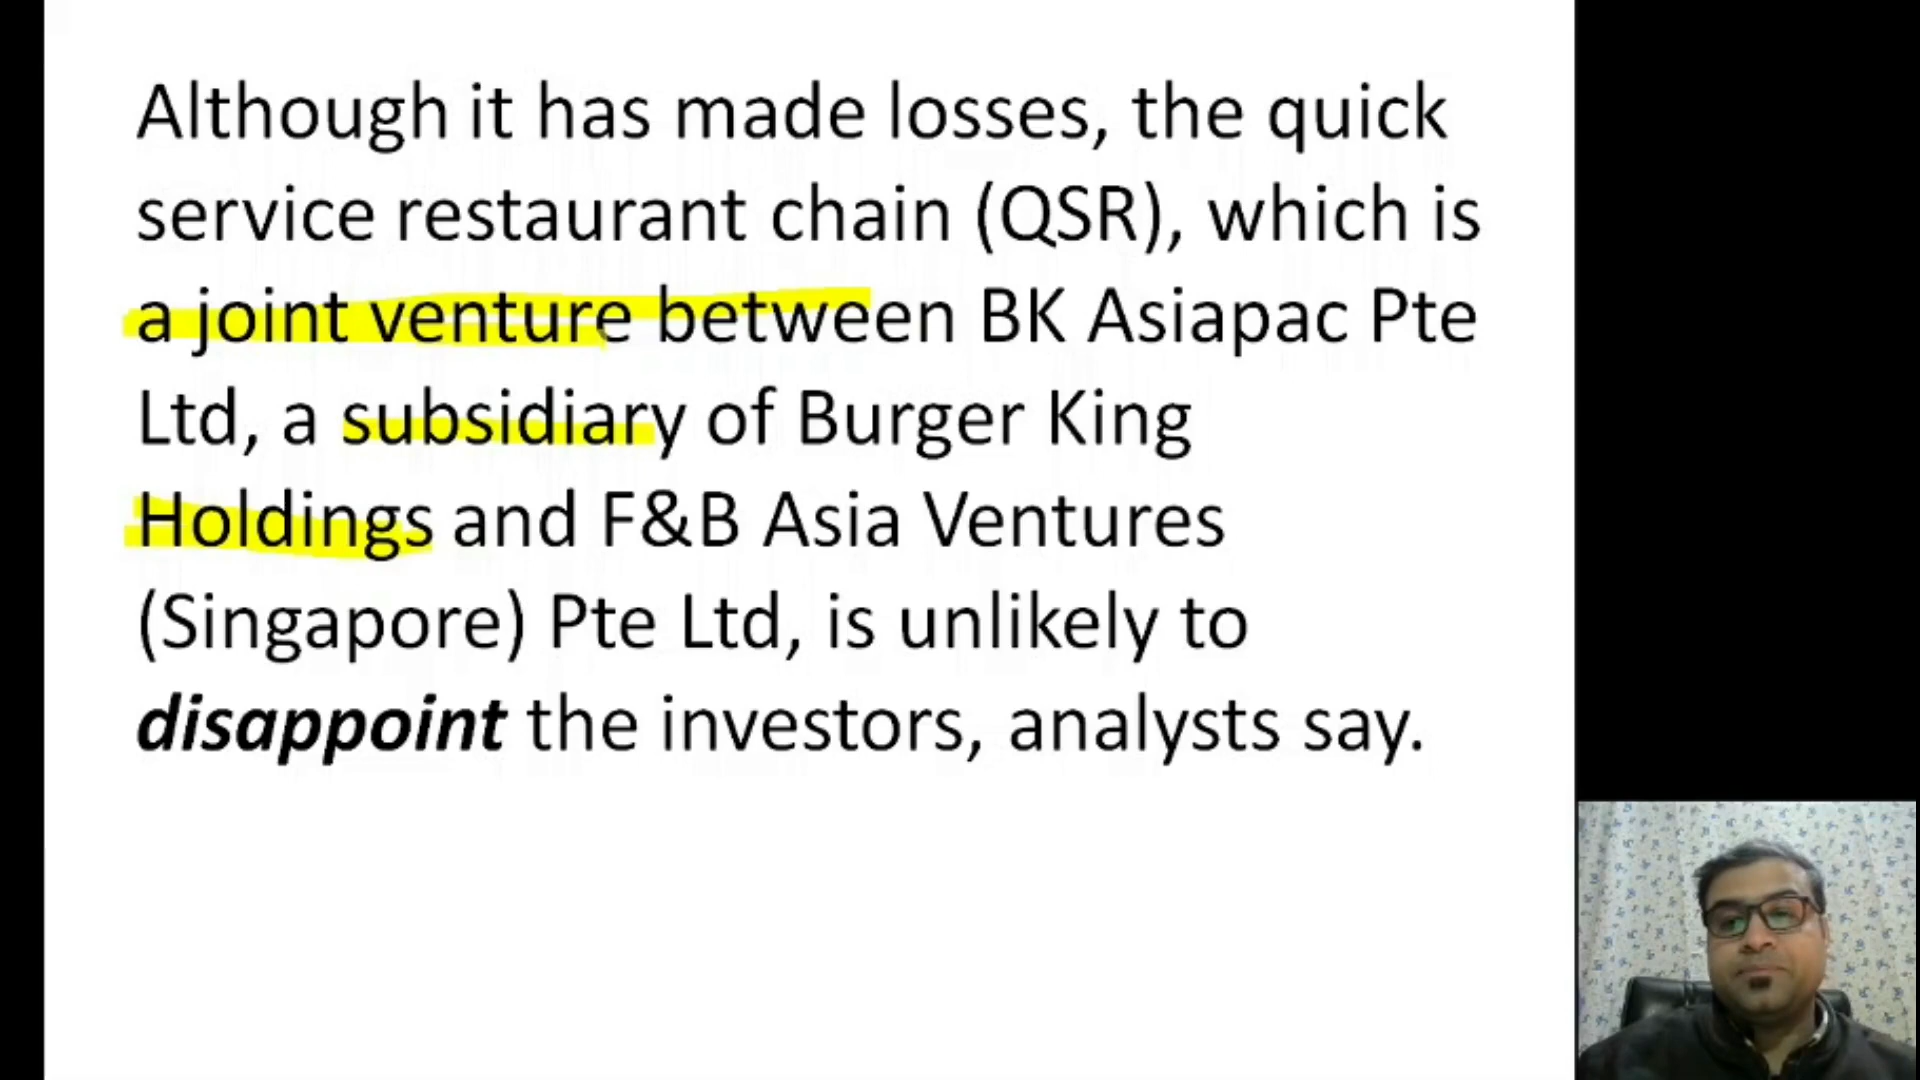 Although it has made losses, the quick
service restaurant chain (QSR), which is
a joint venture between BK Asiapac Pte
Ltd, a subsidiary of Burger King
Holdings and F&B Asia Ventures
(Singapore) Pte Ltd, is unlikely to
disappoint the investors, analysts say.